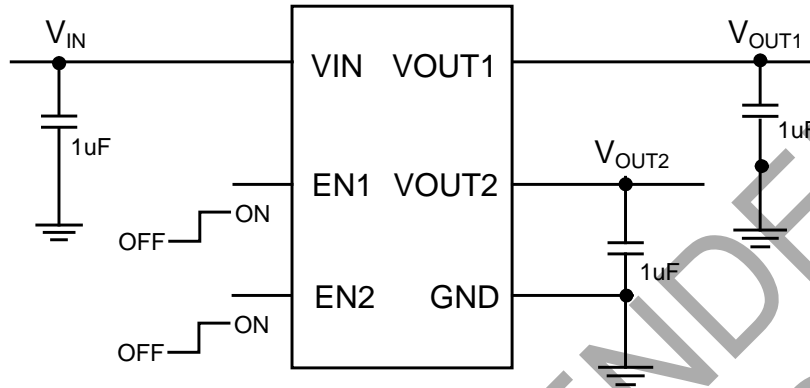 V_IN
V_OUT1
VIN VOUT1
1uF
1uF
V_OUT2
EN1 VOUT2
ON
OFF
1uF
EN2 GND
ON
OFF